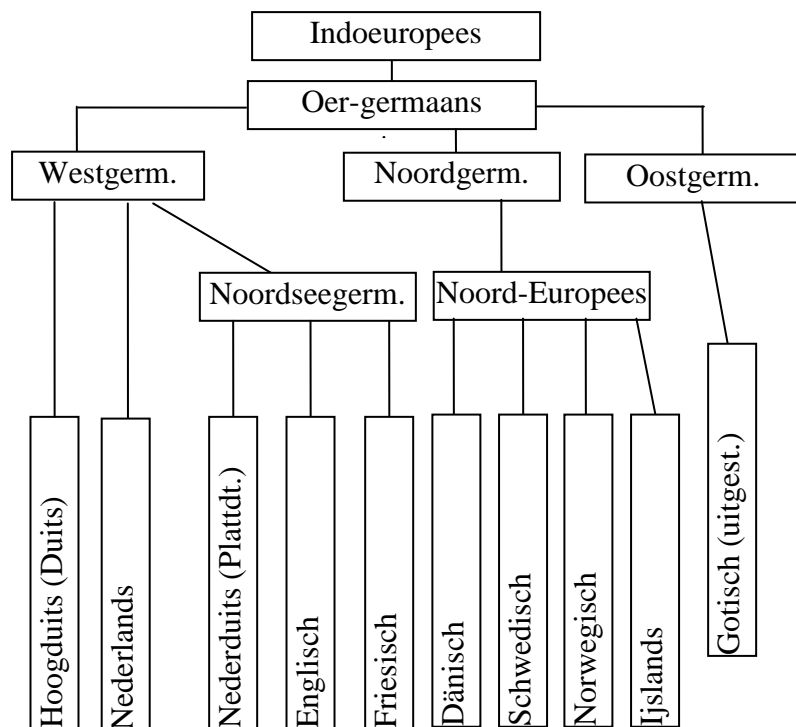 Indoeuropees
Oer-germaans
Westgerm.
Noordgerm.
Oostgerm.
Noordseegerm.
Noord-Europees
Hoogduits (Duits)
Nederlands
Nederduits (Plattdt.)
Englisch
Friesisch
Dänisch
Schwedisch
Norwegisch
Ijslands
Gotisch (uitgest.)